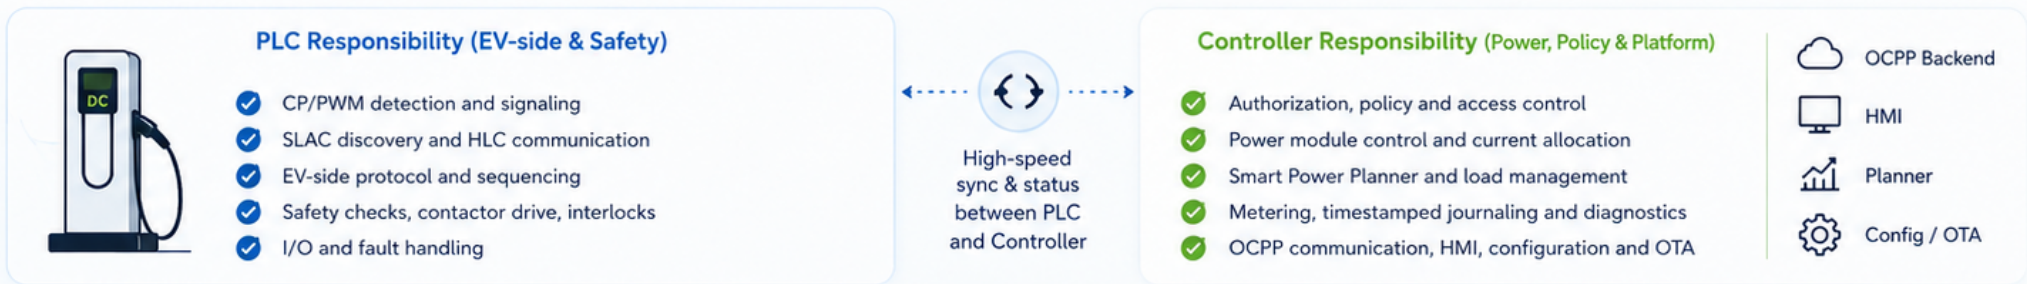 PLC Responsibility (EV-side & Safety)
DC
CP/PWM detection and signaling
SLAC discovery and HLC communication
EV-side protocol and sequencing
Safety checks, contactor drive, interlocks
I/O and fault handling
High-speed
sync & status
between PLC
and Controller
Controller Responsibility (Power, Policy & Platform)
Authorization, policy and access control
Power module control and current allocation
Smart Power Planner and load management
Metering, timestamped journaling and diagnostics
OCPP communication, HMI, configuration and OTA
OCPP Backend
HMI
Planner
Config / OTA